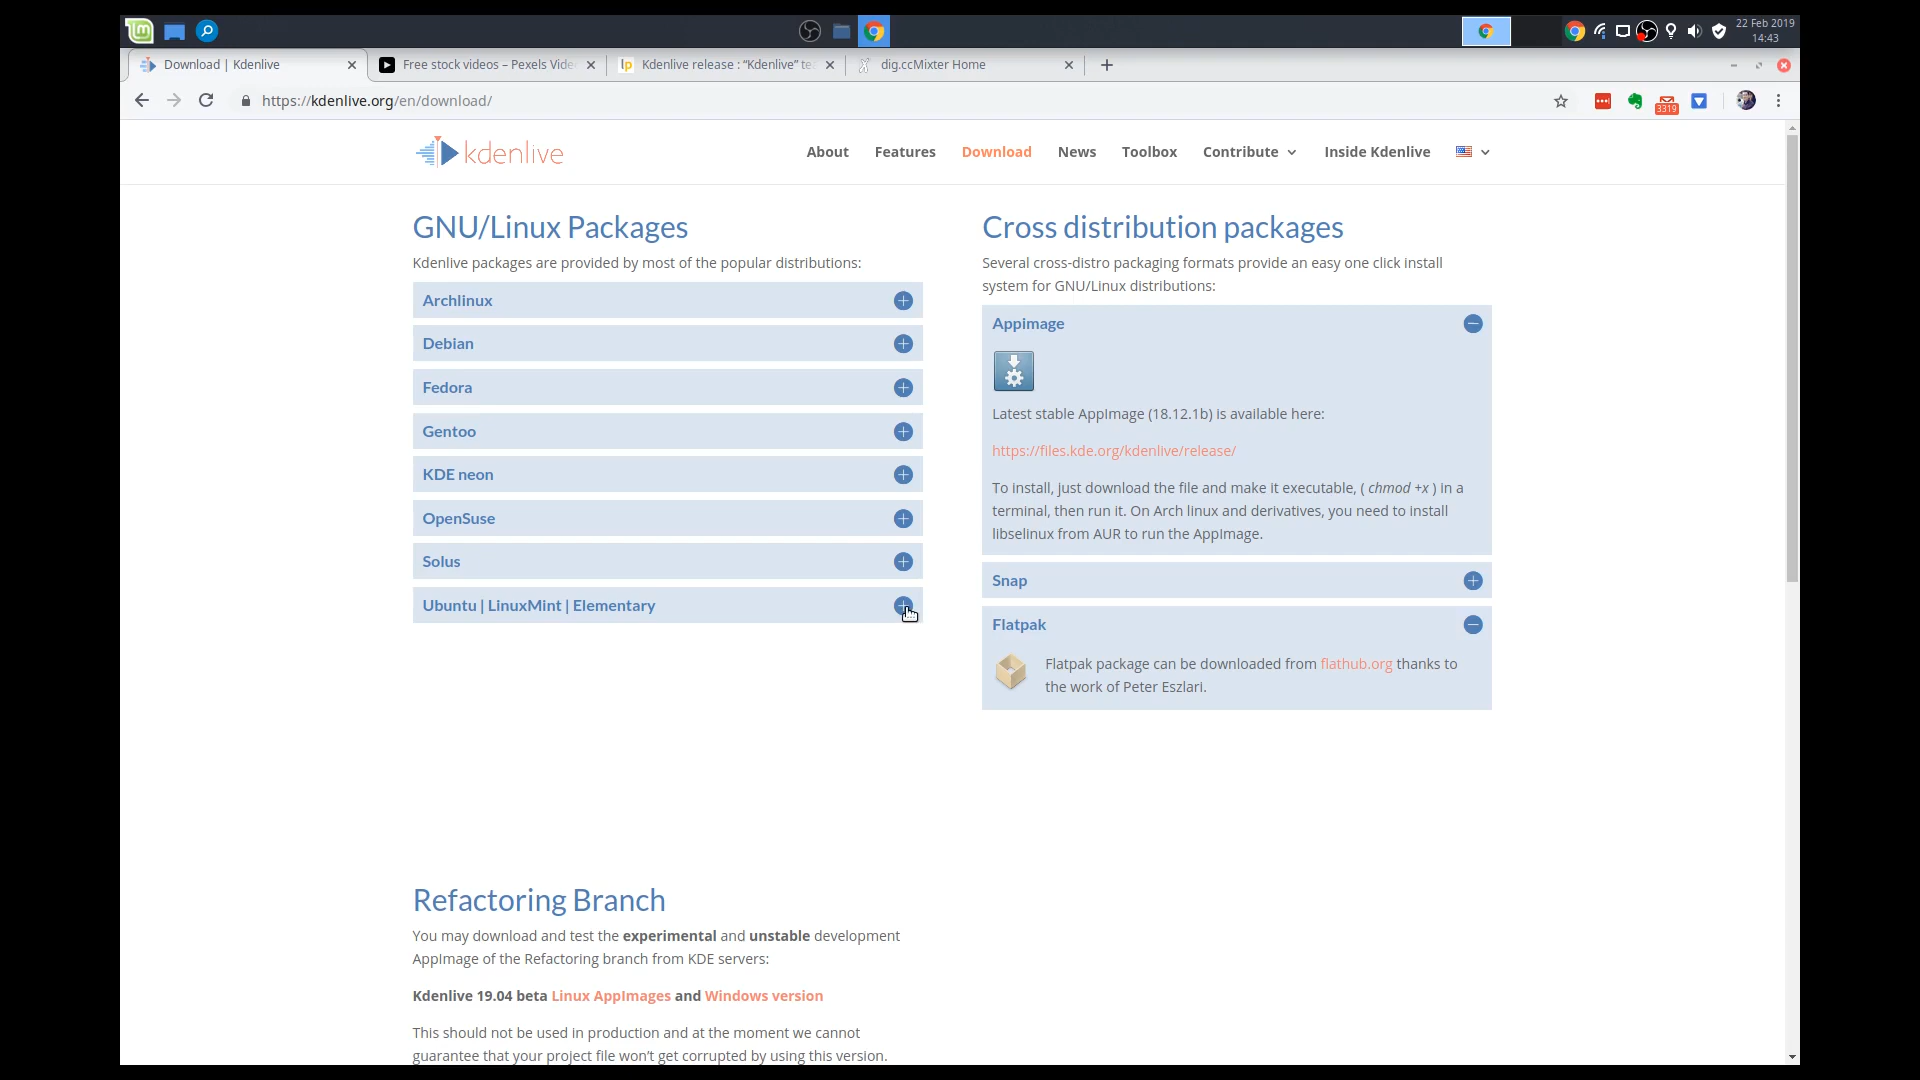 22 Feb 2019
14:43
Download | Kdenlive
Free stock videos – Pexels Vide
lp
Kdenlive release : “Kdenlive” te
dig.ccMixter Home
https://kdenlive.org/en/download/
3319
kdenlive
About
Features
Download
News
Toolbox
Contribute
Inside Kdenlive
GNU/Linux Packages
Kdenlive packages are provided by most of the popular distributions:
Archlinux
Debian
Fedora
Gentoo
KDE neon
OpenSuse
Solus
Ubuntu | LinuxMint | Elementary
Cross distribution packages
Several cross-distro packaging formats provide an easy one click install
system for GNU/Linux distributions:
Appimage
Latest stable AppImage (18.12.1b) is available here:
https://files.kde.org/kdenlive/release/
To install, just download the file and make it executable, ( chmod +x ) in a
terminal, then run it. On Arch linux and derivatives, you need to install
libselinux from AUR to run the AppImage.
Snap
Flatpak
Flatpak package can be downloaded from flathub.org thanks to
the work of Peter Eszlari.
Refactoring Branch
You may download and test the experimental and unstable development
AppImage of the Refactoring branch from KDE servers:
Kdenlive 19.04 beta Linux AppImages and Windows version
This should not be used in production and at the moment we cannot
guarantee that your project file won’t get corrupted by using this version.